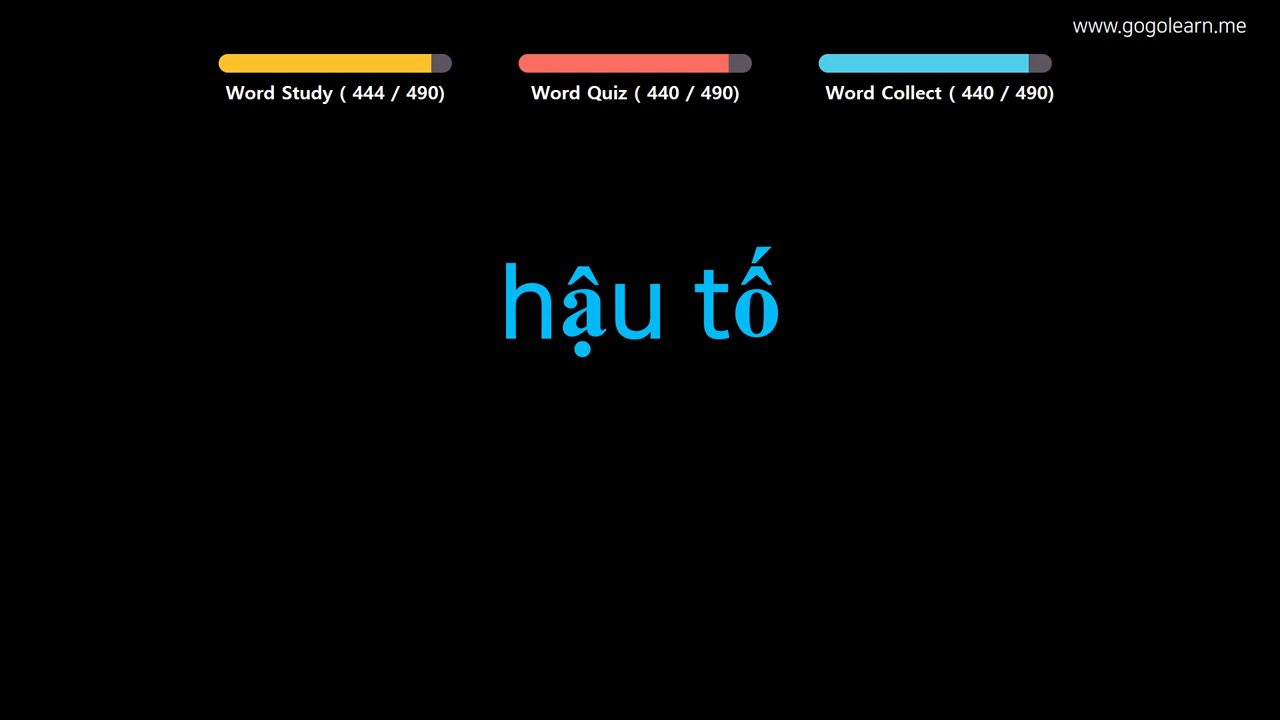 www.gogolearn.me
Word Study ( 444 / 490)
Word Quiz ( 440 / 490)
Word Collect ( 440 / 490)
hậu tố